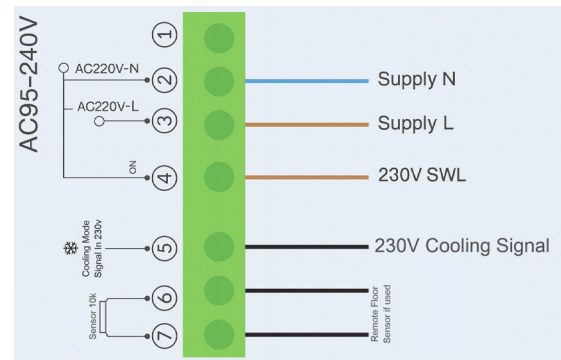 AC95-240V
①
AC220V-N
②
Supply N
AC220V-L
③
Supply L
NO
④
230V SWL
Cooling Mode
Signal In 230v
⑤
230V Cooling Signal
Sensor 10k
⑥
⑦
Remote Floor
Sensor if used